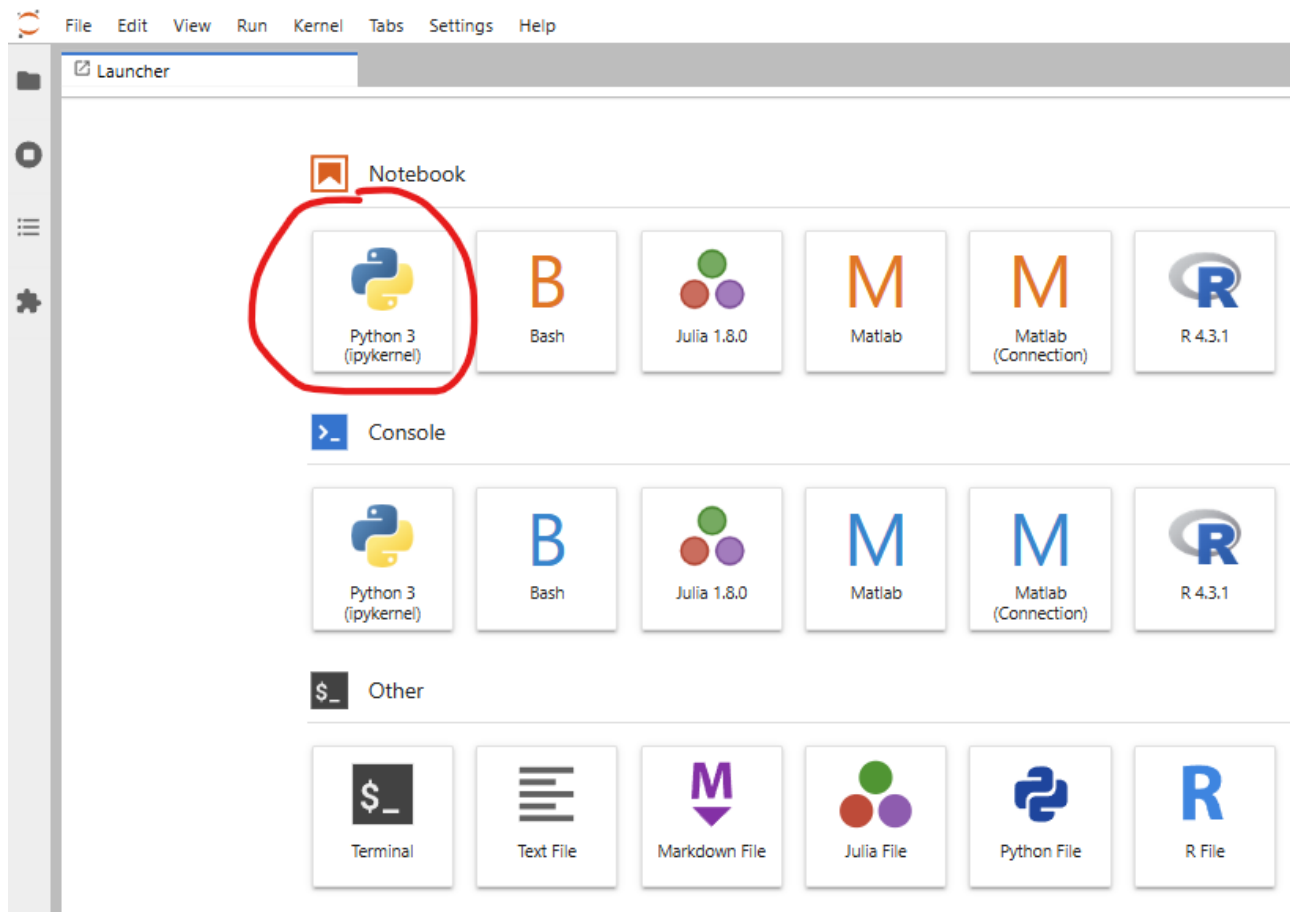 File Edit View Run Kernel Tabs Settings Help
Launcher
Notebook
Python 3
(ipykernel)
B
Bash
Julia 1.8.0
M
Matlab
M
Matlab
(Connection)
R
R 4.3.1
>_
Console
Python 3
(ipykernel)
B
Bash
Julia 1.8.0
M
Matlab
M
Matlab
(Connection)
R
R 4.3.1
$_
Other
$_
Terminal
Text File
M
Markdown File
Julia File
Python File
R
R File